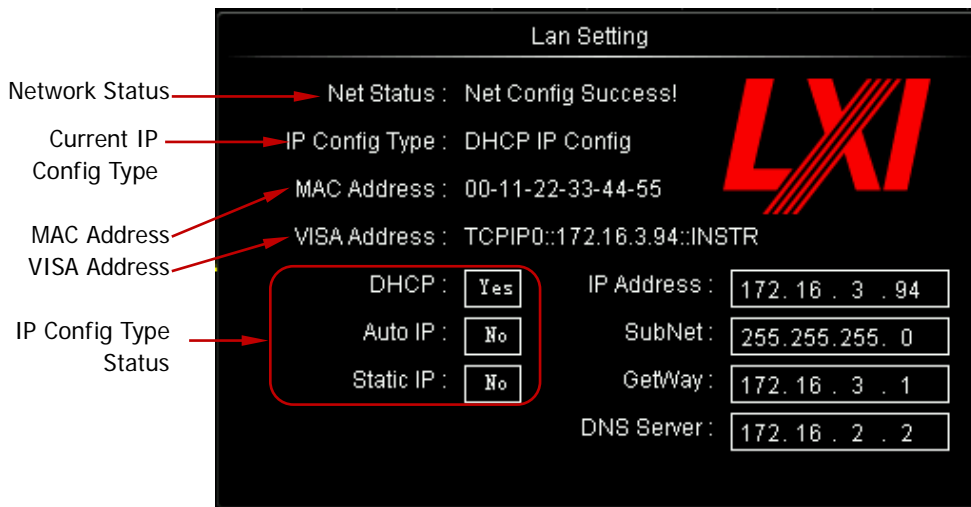 Lan Setting
Network Status
Net Status : Net Config Success!
Current IP
Config Type
IP Config Type : DHCP IP Config
MAC Address
MAC Address : 00-11-22-33-44-55
VISA Address
VISA Address : TCPIP0::172.16.3.94::INSTR
LXI
IP Config Type
Status
DHCP : Yes
Auto IP : No
Static IP : No
IP Address : 172. 16 . 3 . 94
SubNet : 255.255.255. 0
GetWay : 172. 16 . 3 . 1
DNS Server : 172. 16 . 2 . 2